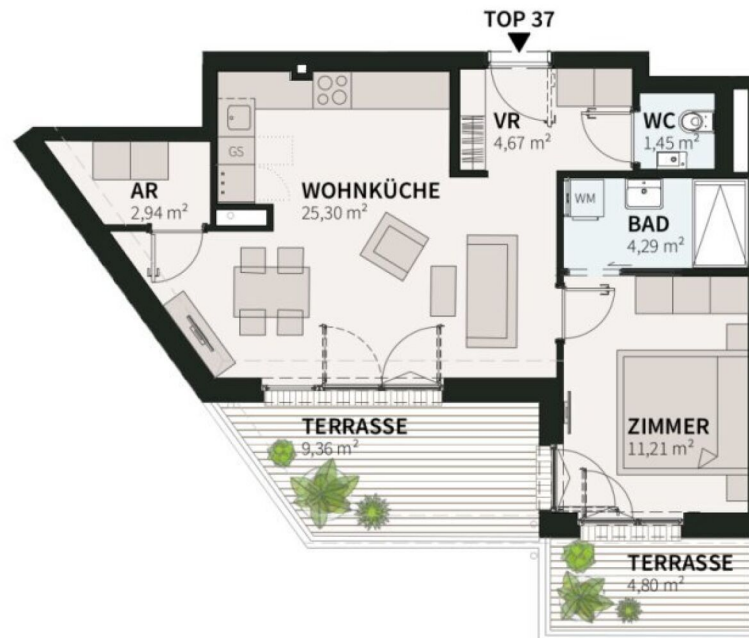 TOP 37
VR
4,67 m²
WC
1,45 m²
GS
AR
2,94 m²
WOHNKÜCHE
25,30 m²
WM
BAD
4,29 m²
TERRASSE
9,36 m²
ZIMMER
11,21 m²
TERRASSE
4,80 m²